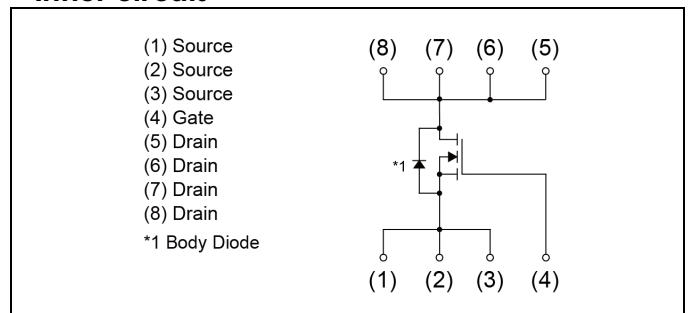 Inner circuit
(1) Source
(2) Source
(3) Source
(4) Gate
(5) Drain
(6) Drain
(7) Drain
(8) Drain
*1 Body Diode
(8) (7) (6) (5)
*1
(1) (2) (3) (4)